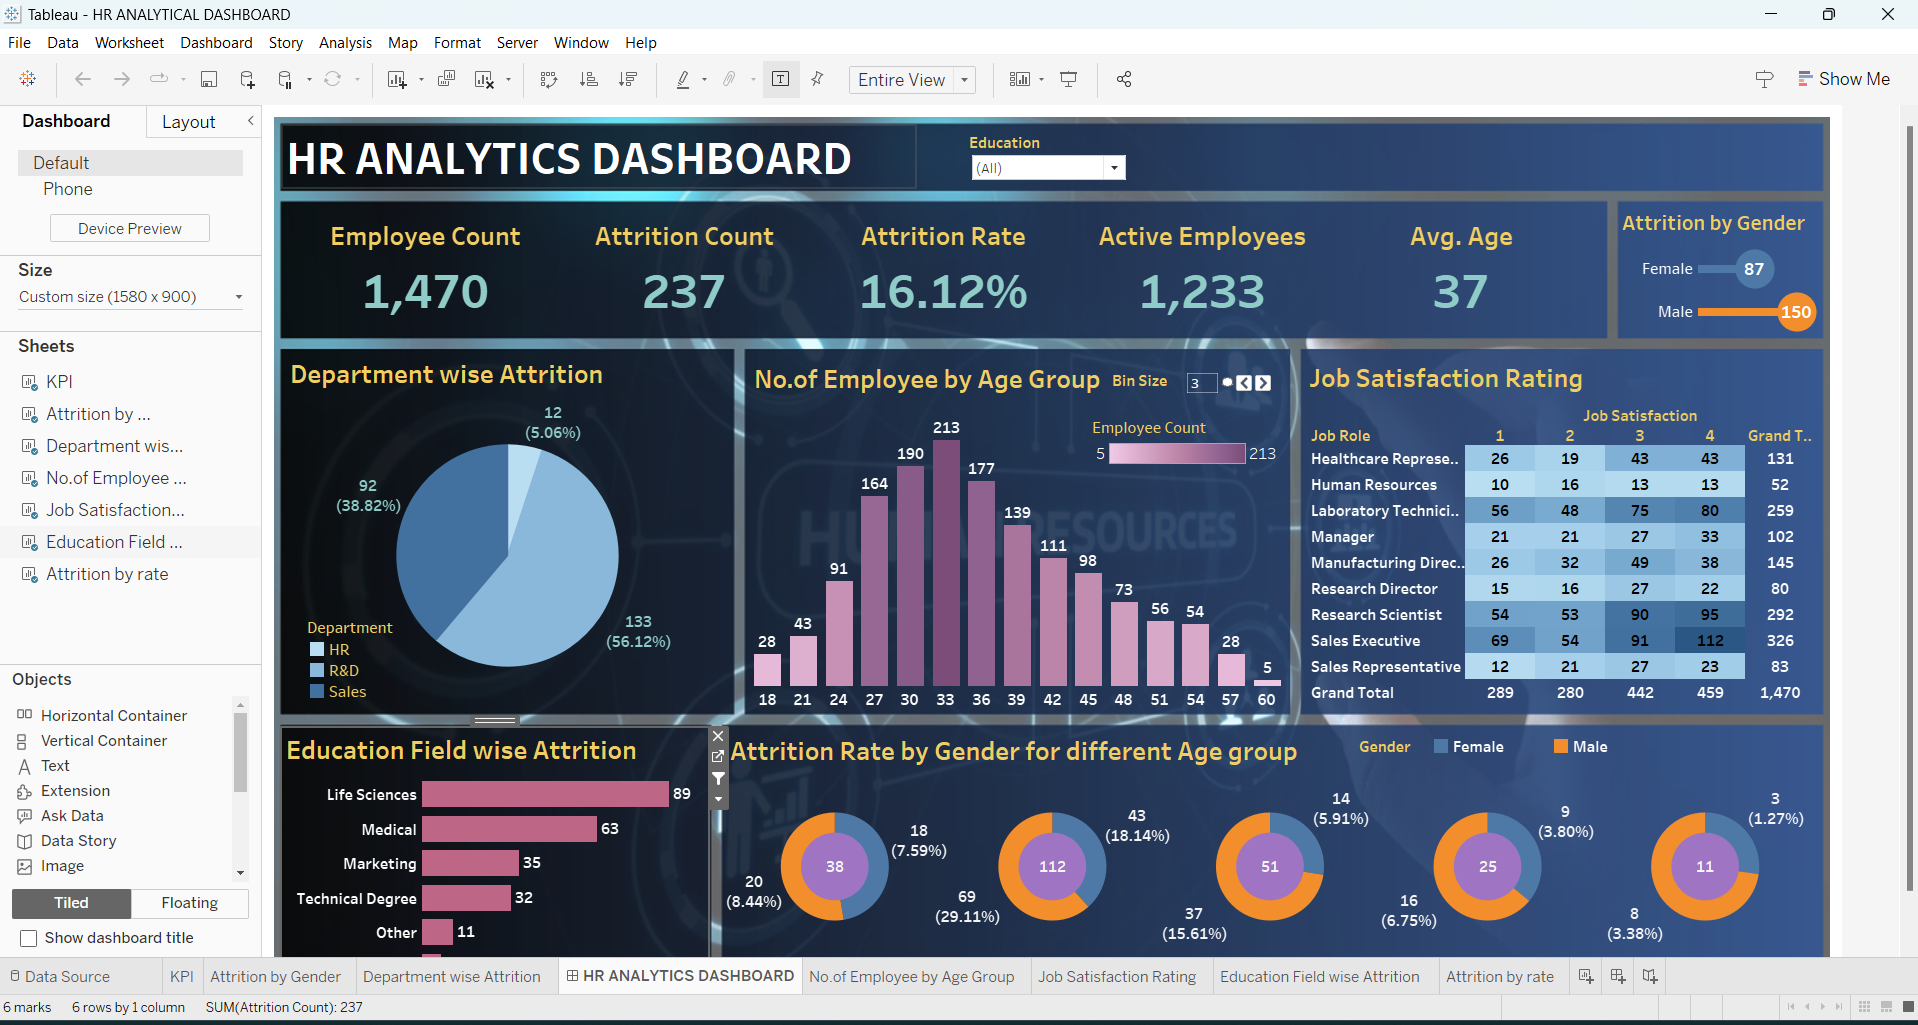 Tableau - HR ANALYTICAL DASHBOARD
File Data Worksheet Dashboard Story Analysis Map Format Server Window Help
Entire View
Show Me
Dashboard Layout
Default
Phone
Device Preview
Size
Custom size (1580 x 900)
Sheets
KPI
Attrition by ...
Department wis...
No.of Employee ...
Job Satisfaction...
Education Field ...
Attrition by rate
Objects
Horizontal Container
Vertical Container
Text
Extension
Ask Data
Data Story
Image
Tiled Floating
Show dashboard title
HR ANALYTICS DASHBOARD
Education
(All)
Employee Count Attrition Count Attrition Rate Active Employees Avg. Age
1,470 237 16.12% 1,233 37
Attrition by Gender
Female 87
Male 150
Department wise Attrition
12
(5.06%)
92
(38.82%)
133
(56.12%)
Department
HR
R&D
Sales
No.of Employee by Age Group Bin Size 3
Employee Count
5 213
28 43 91 164 190 213 177 139 111 98 73 56 54 28 5
18 21 24 27 30 33 36 39 42 45 48 51 54 57 60
HUMAN RESOURCES
Job Satisfaction Rating
Job Satisfaction
Job Role 1 2 3 4 Grand T..
Healthcare Represe.. 26 19 43 43 131
Human Resources 10 16 13 13 52
Laboratory Technici.. 56 48 75 80 259
Manager 21 21 27 33 102
Manufacturing Direc.. 26 32 49 38 145
Research Director 15 16 27 22 80
Research Scientist 54 53 90 95 292
Sales Executive 69 54 91 112 326
Sales Representative 12 21 27 23 83
Grand Total 289 280 442 459 1,470
Education Field wise Attrition
Life Sciences 89
Medical 63
Marketing 35
Technical Degree 32
Other 11
Attrition Rate by Gender for different Age group
Gender Female Male
38
18
(7.59%)
20
(8.44%)
112
43
(18.14%)
69
(29.11%)
51
14
(5.91%)
37
(15.61%)
25
9
(3.80%)
16
(6.75%)
11
3
(1.27%)
8
(3.38%)
Data Source KPI Attrition by Gender Department wise Attrition HR ANALYTICS DASHBOARD No.of Employee by Age Group Job Satisfaction Rating Education Field wise Attrition Attrition by rate
6 marks 6 rows by 1 column SUM(Attrition Count): 237